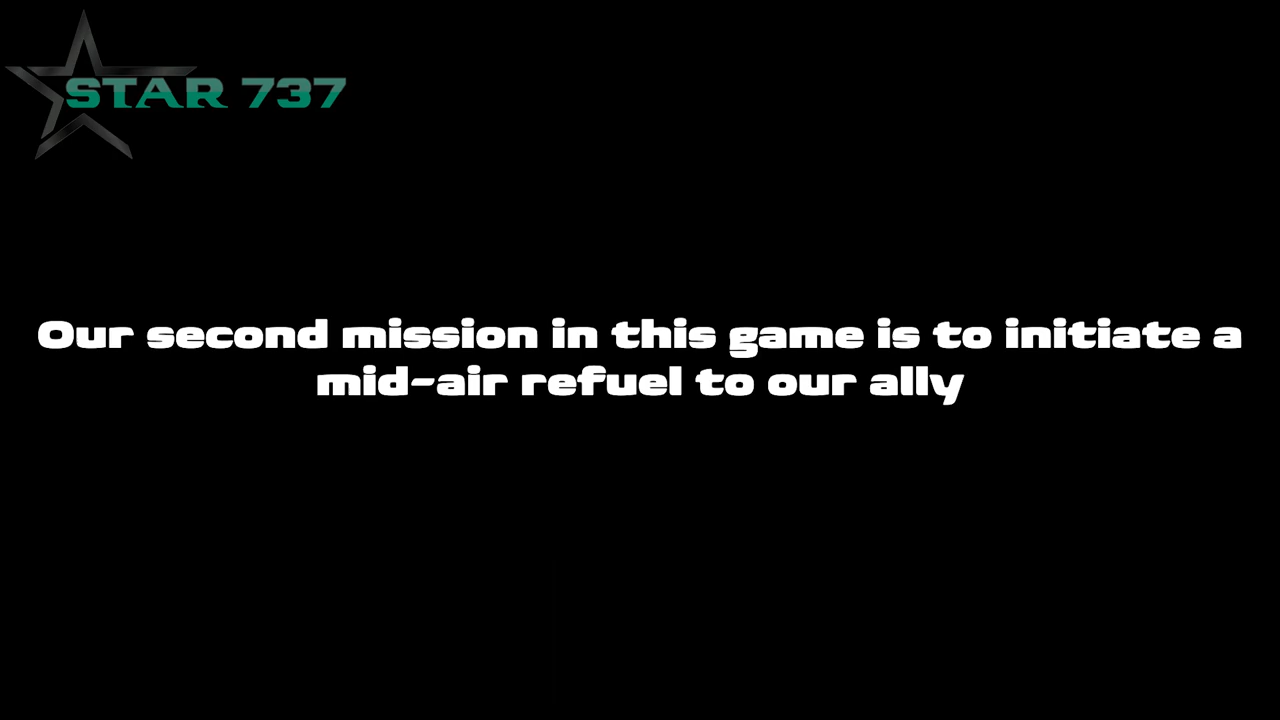 STAR 737
Our second mission in this game is to initiate a
mid-air refuel to our ally